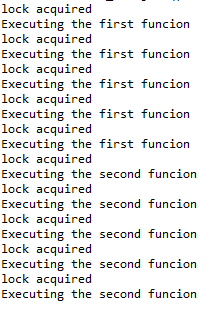 lock acquired
Executing the first funcion
lock acquired
Executing the first funcion
lock acquired
Executing the first funcion
lock acquired
Executing the first funcion
lock acquired
Executing the first funcion
lock acquired
Executing the second funcion
lock acquired
Executing the second funcion
lock acquired
Executing the second funcion
lock acquired
Executing the second funcion
lock acquired
Executing the second funcion